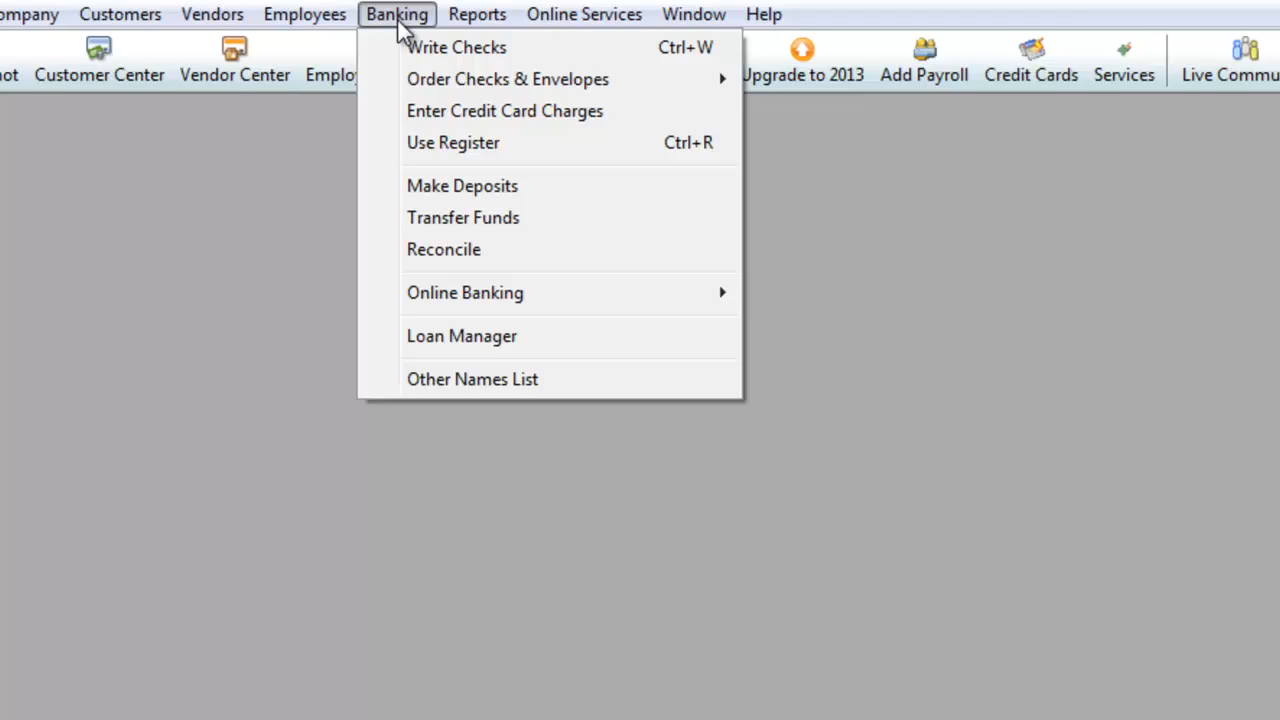 ompany Customers Vendors Employees Banking Reports Online Services Window Help
ot Customer Center Vendor Center Emplo Upgrade to 2013 Add Payroll Credit Cards Services Live Commu
Write Checks Ctrl+W
Order Checks & Envelopes
Enter Credit Card Charges
Use Register Ctrl+R
Make Deposits
Transfer Funds
Reconcile
Online Banking
Loan Manager
Other Names List